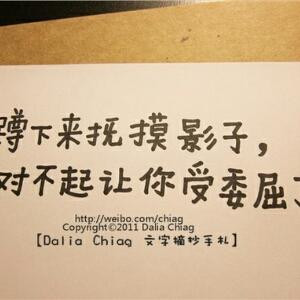 蹲下来抚摸影子，
对不起让你受委屈了
http://weibo.com/chiag
Copyright©2011 Dalia Chiag
【Dalia Chiag 文字摘抄手札】